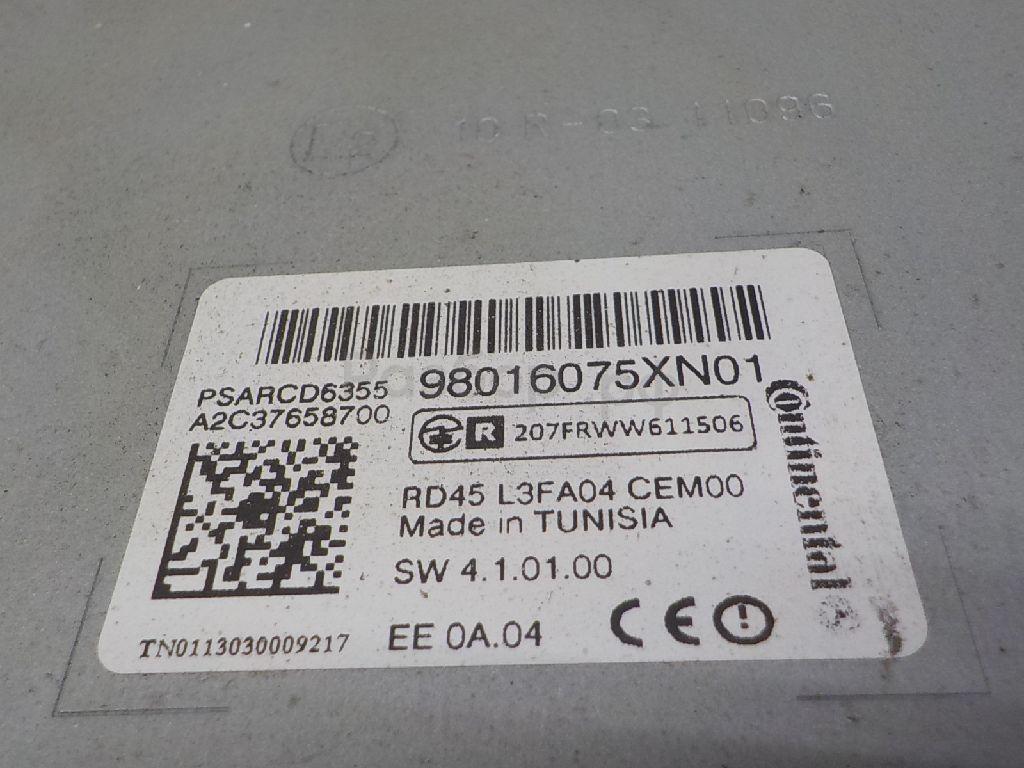 10 R-03 11096
98016075XN01
PSARCD6355
A2C37658700
R 207FRWW611506
Continental
RD45 L3FA04 CEM00
Made in TUNISIA
SW 4.1.01.00
TN0113030009217
EE 0A.04
CE